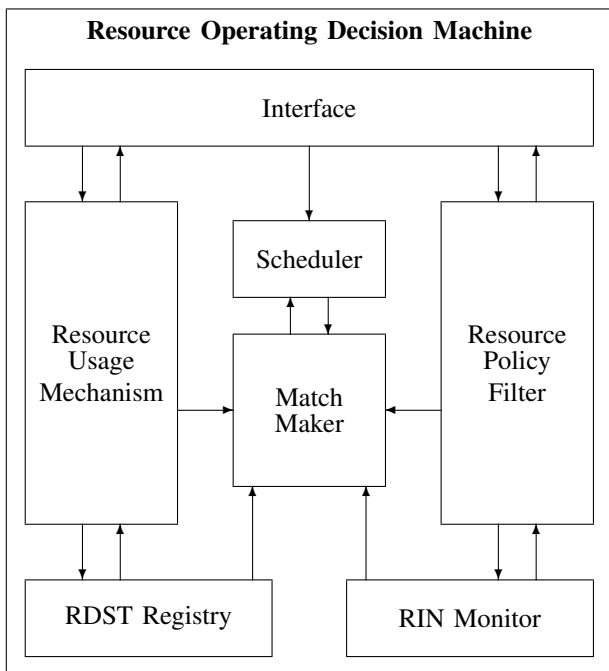 Resource Operating Decision Machine
Interface
Scheduler
Resource
Usage
Mechanism
Resource
Policy
Filter
Match
Maker
RDST Registry
RIN Monitor